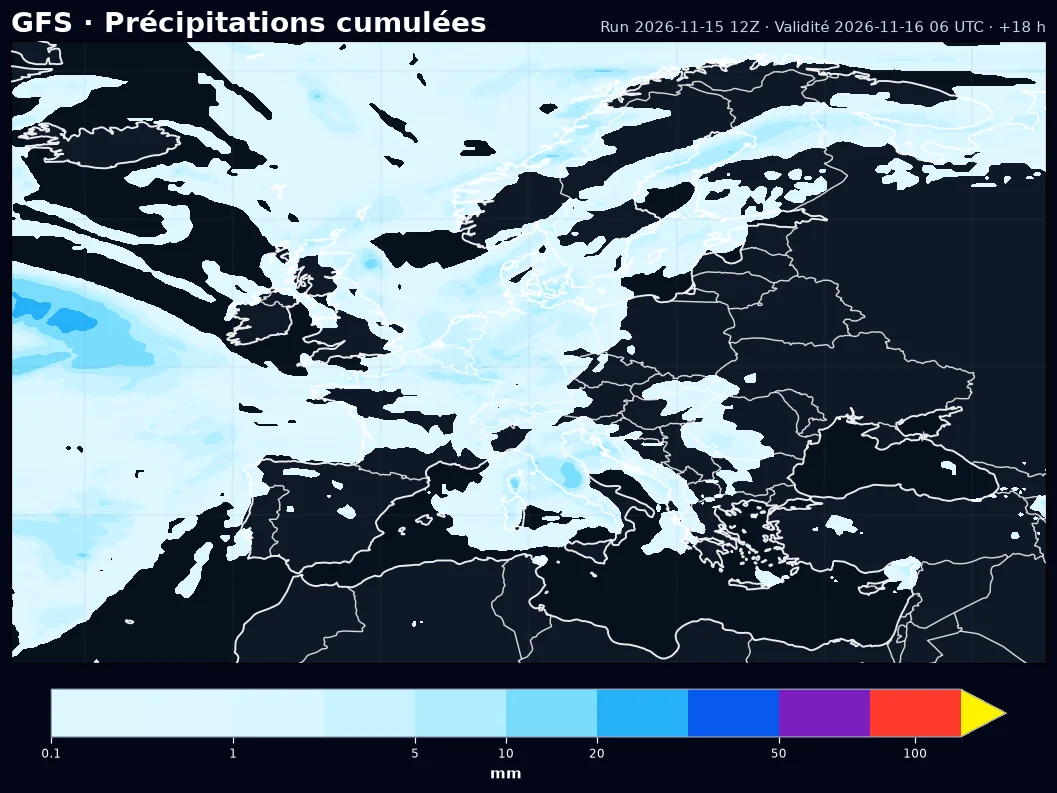 GFS · Précipitations cumulées
Run 2026-11-15 12Z · Validité 2026-11-16 06 UTC · +18 h
0.1 1 5 10 20 50 100
mm